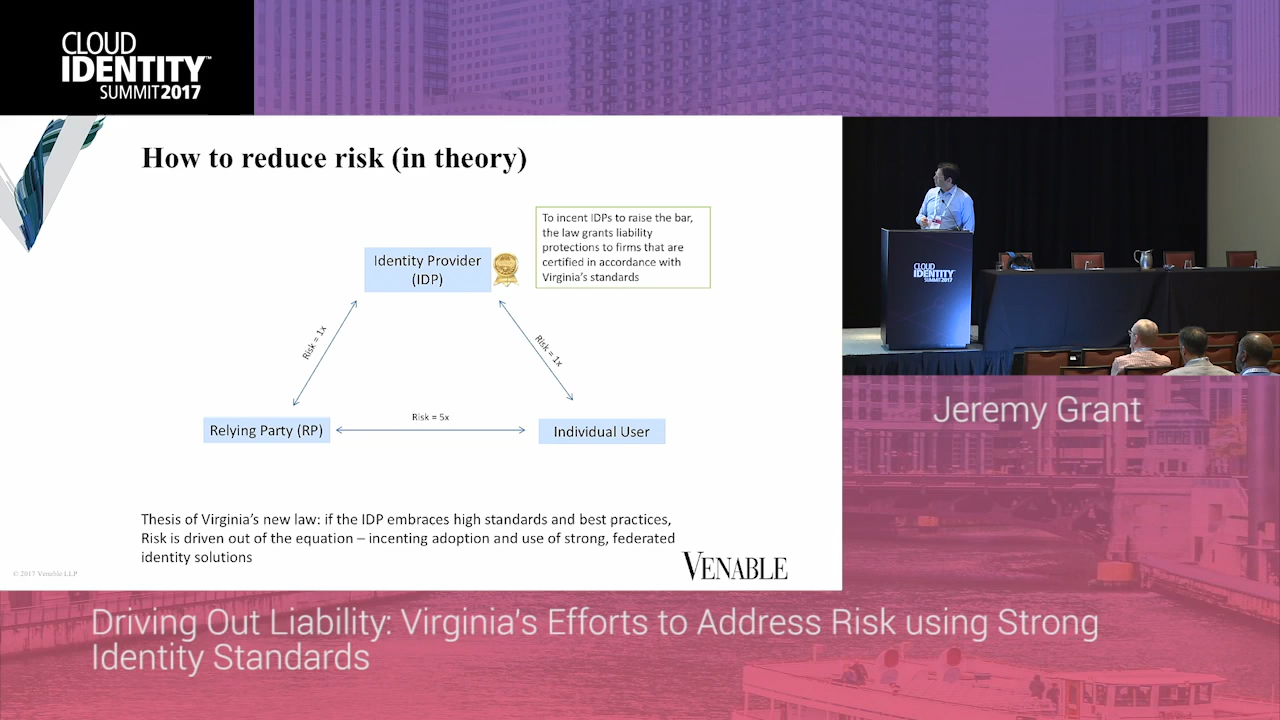 CLOUD
IDENTITY™
SUMMIT 2017
How to reduce risk (in theory)
To incent IDPs to raise the bar,
the law grants liability
protections to firms that are
certified in accordance with
Virginia's standards
Identity Provider
(IDP)
Risk = 1x
Risk = 1x
Risk = 5x
Relying Party (RP)
Individual User
Thesis of Virginia's new law: if the IDP embraces high standards and best practices,
Risk is driven out of the equation – incenting adoption and use of strong, federated
identity solutions
© 2017 Venable LLP
VENABLE
CLOUD
IDENTITY
SUMMIT 2017
Jeremy Grant
Driving Out Liability: Virginia's Efforts to Address Risk using Strong
Identity Standards